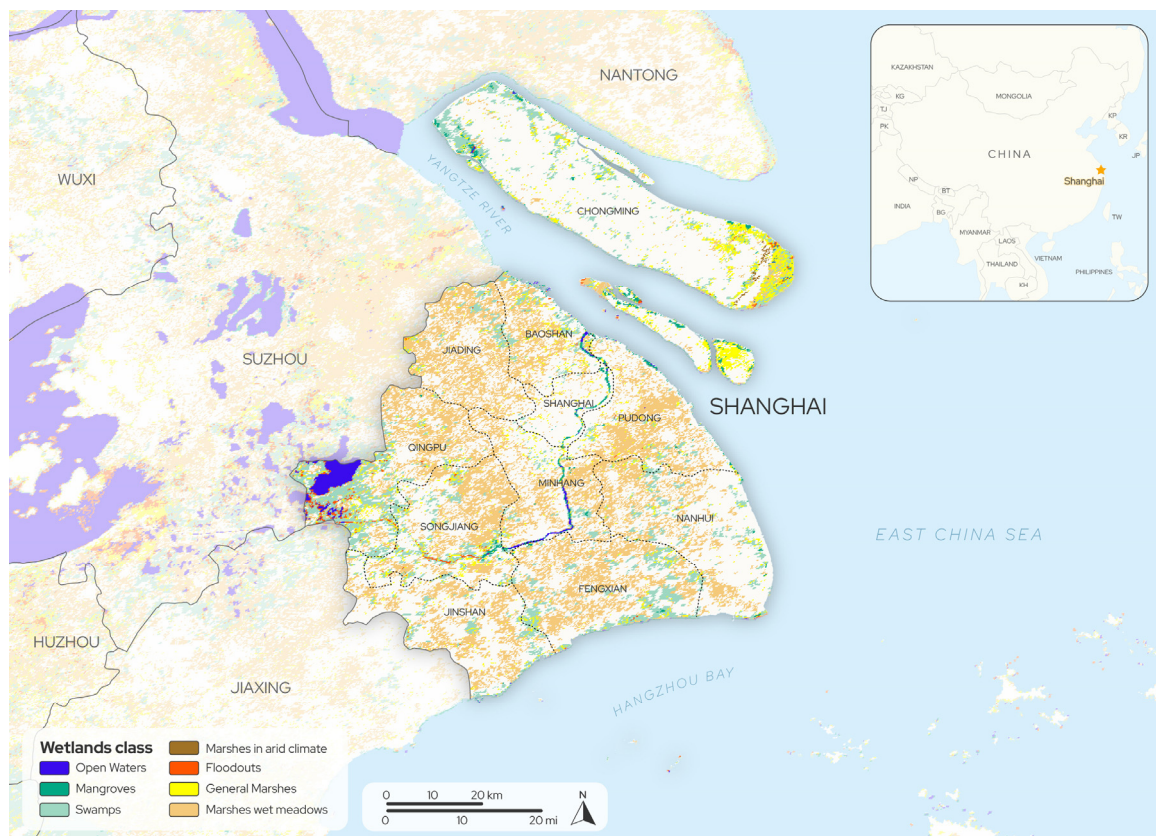 NANTONG
WUXI
YANGTZE RIVER
CHONGMING
KAZAKHSTAN
MONGOLIA
KG
TJ
PK
KP
KR
JP
CHINA
Shanghai
NP
BT
INDIA
BG
TW
MYANMAR
LAOS
VIETNAM
THAILAND
PHILIPPINES
KH
SUZHOU
BAOSHAN
JIADING
SHANGHAI
PUDONG
SHANGHAI
QINGPU
MINHANG
SONGJIANG
NANHUI
EAST CHINA SEA
FENGXIAN
JINSHAN
HUZHOU
JIAXING
HANGZHOU BAY
Wetlands class
Open Waters
Mangroves
Swamps
Marshes in arid climate
Floodouts
General Marshes
Marshes wet meadows
0 10 20 km
0 10 20 mi
N